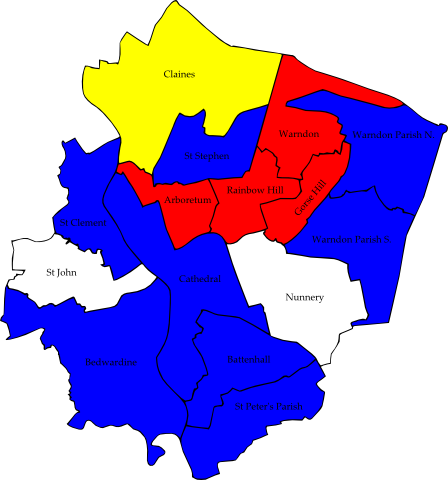 Claines
Warndon
Warndon Parish N.
St Stephen
Rainbow Hill
Gorse Hill
Arboretum
St Clement
Warndon Parish S.
St John
Cathedral
Nunnery
Bedwardine
Battenhall
St Peter's Parish